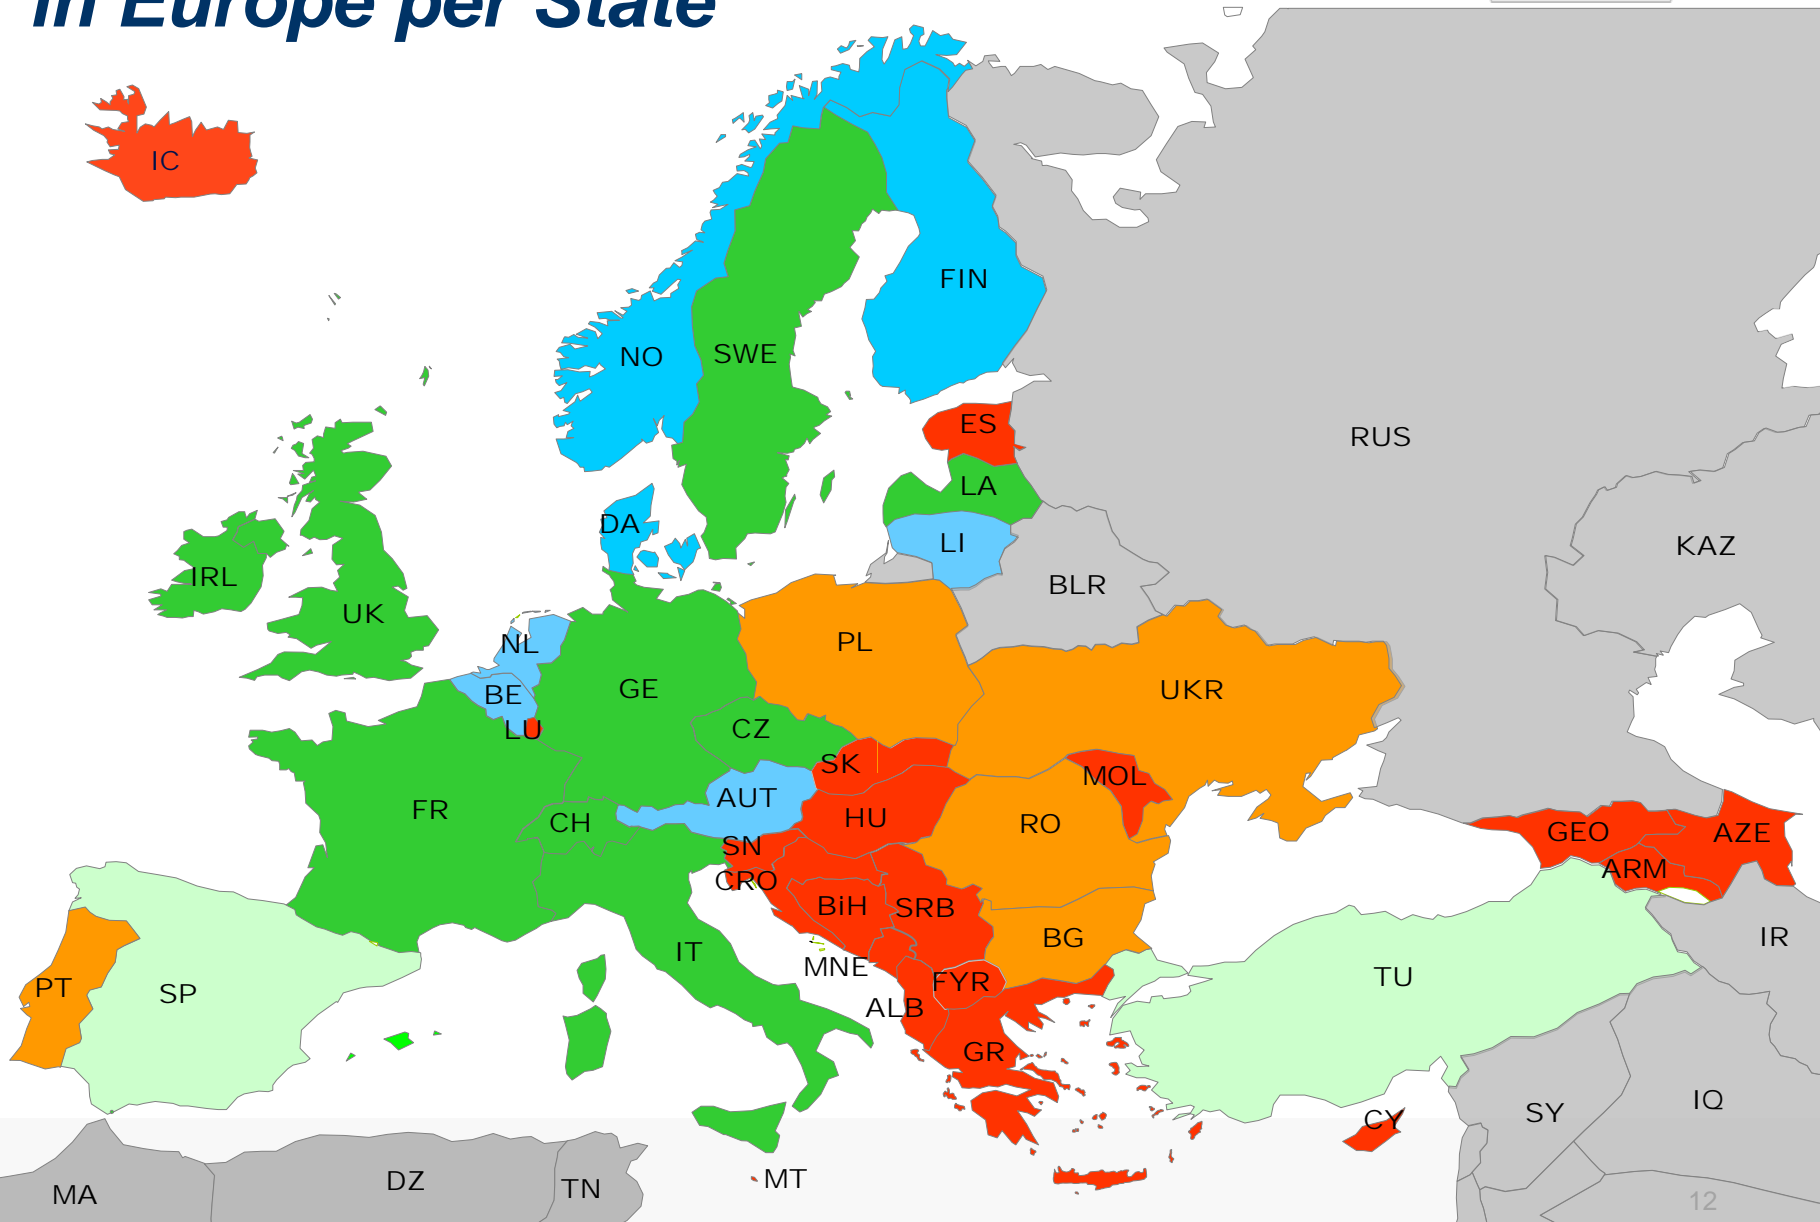 in Europe per State
IC
FIN
NO
SWE
ES
RUS
LA
DA
LI
KAZ
IRL
BLR
UK
NL
PL
BE
GE
UKR
LU
CZ
SK
MOL
AUT
FR
CH
HU
RO
GEO
AZE
SN
ARM
CRO
BiH
SRB
BG
IR
IT
MNE
TU
FYR
PT
SP
ALB
GR
IQ
SY
CY
MT
DZ
TN
MA
12